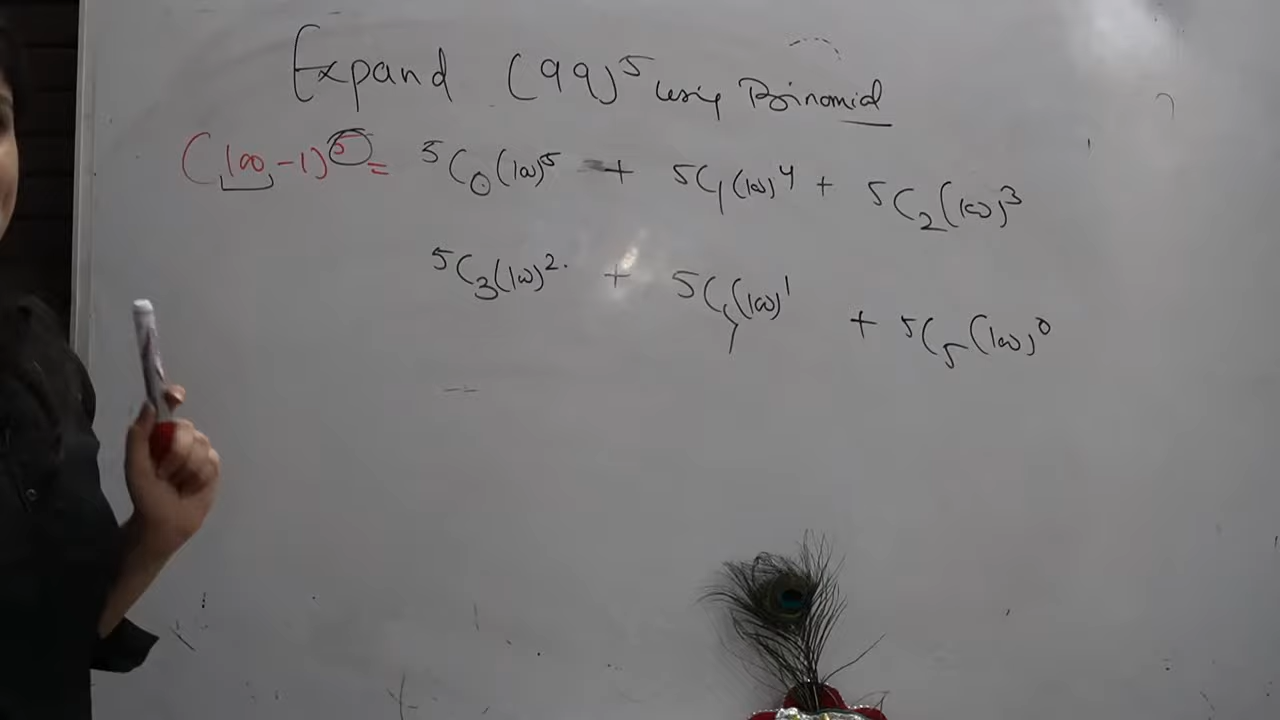 Expand (99)⁵ using Binomial
(100-1)⁵ = ⁵C₀(100)⁵ + 5C₁(100)⁴ + 5C₂(100)³
⁵C₃(100)². + 5C₄(100)¹ + ⁵C₅(100)⁰